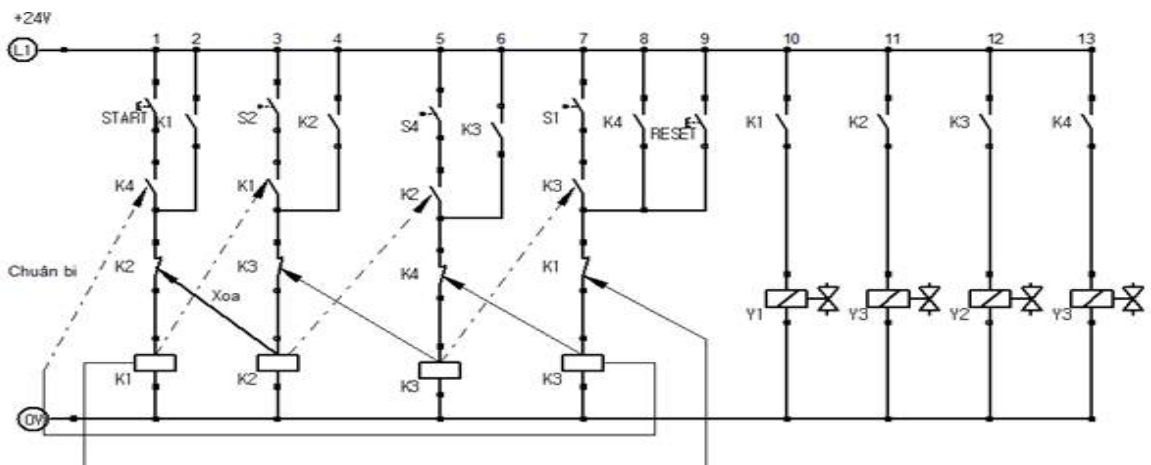 +24V
L1 1 2 3 4 5 6 7 8 9 10 11 12 13
START K1 S2 K2 S4 K3 S1 K4 RESET K1 K2 K3 K4
K4 K1 K2 K3
Chuân bi K2 K3 K4 K1
Xoa
Y1 Y3 Y2 Y3
K1 K2 K3 K3
0V